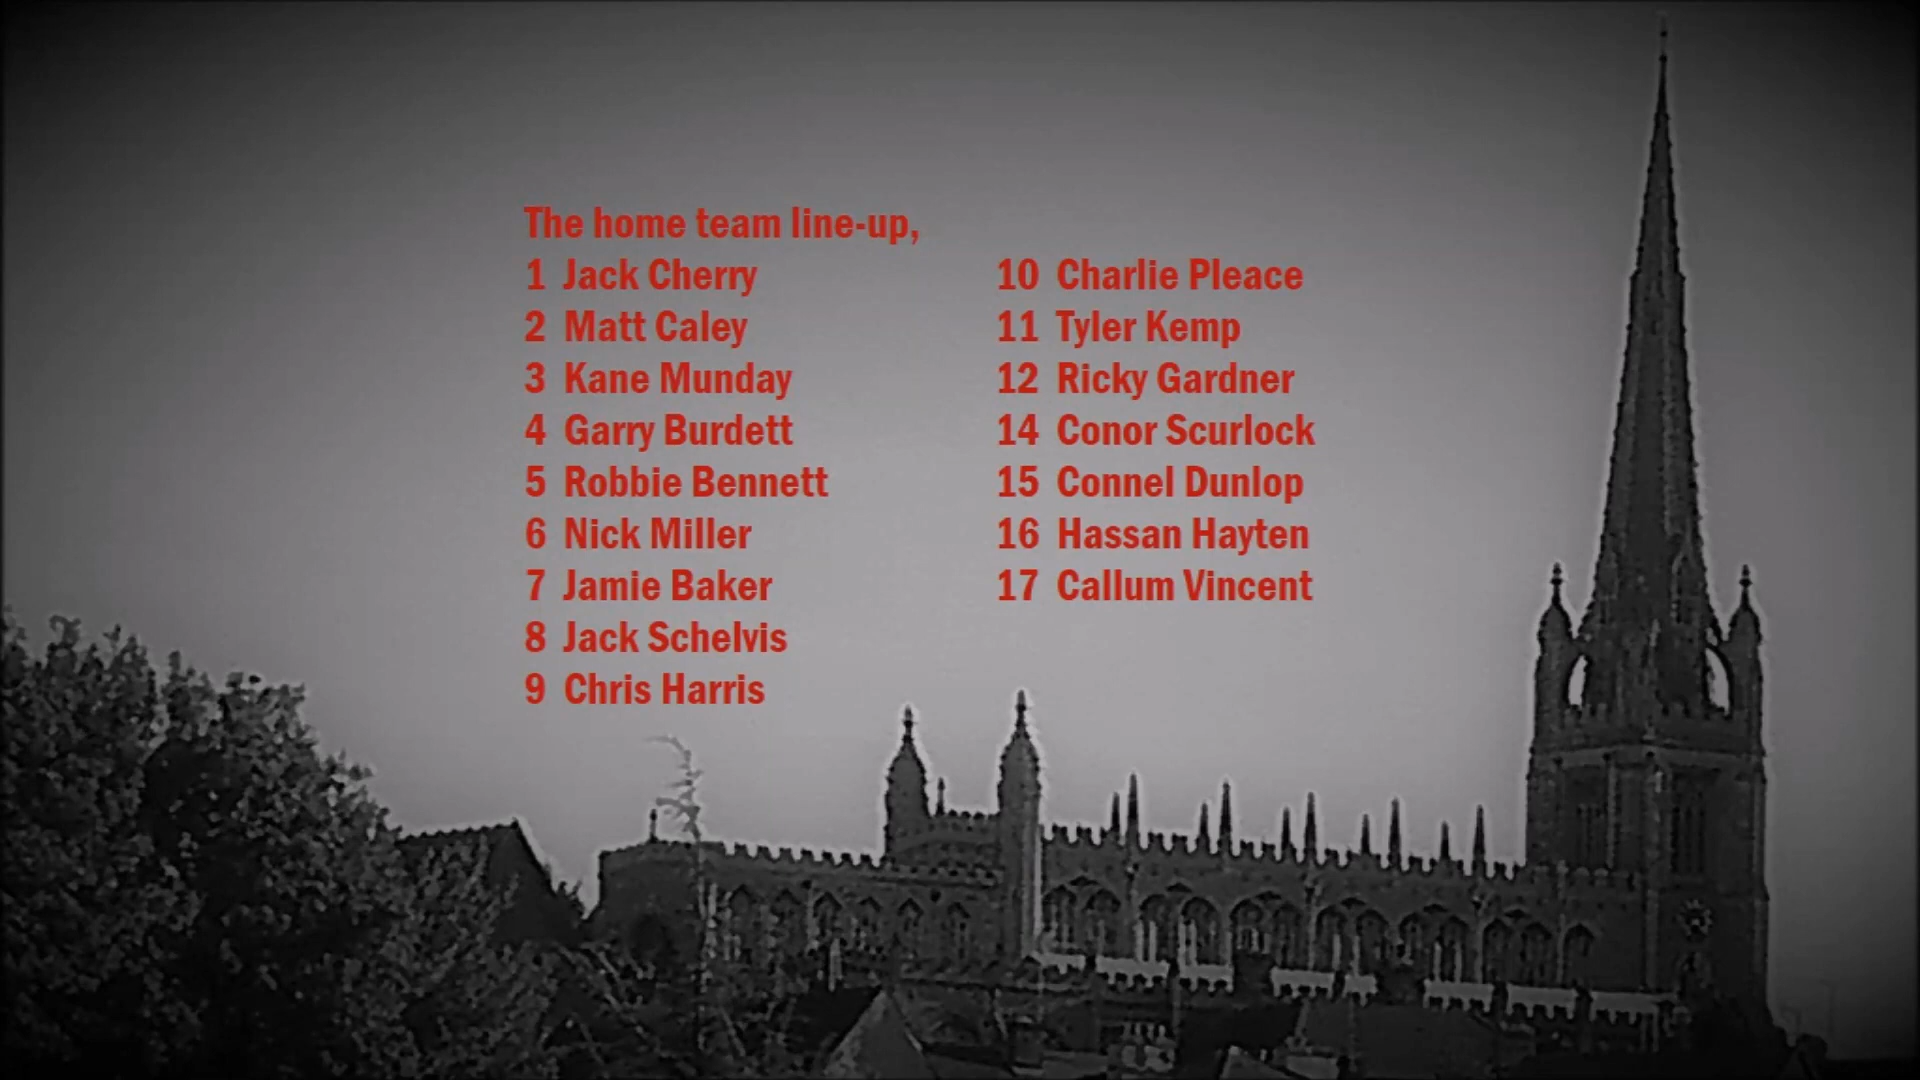 The home team line-up,
1 Jack Cherry
2 Matt Caley
3 Kane Munday
4 Garry Burdett
5 Robbie Bennett
6 Nick Miller
7 Jamie Baker
8 Jack Schelvis
9 Chris Harris
10 Charlie Pleace
11 Tyler Kemp
12 Ricky Gardner
14 Conor Scurlock
15 Connel Dunlop
16 Hassan Hayten
17 Callum Vincent